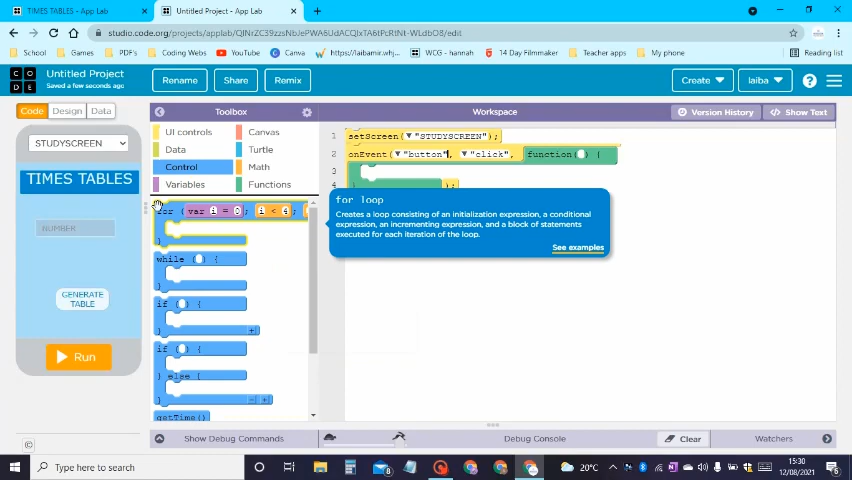 TIMES TABLES - App Lab
Untitled Project - App Lab
studio.code.org/projects/applab/
School
Games
PDF's
Coding Webs
YouTube
Canva
https://laibamir.whj...
WCG - hannah
14 Day Filmmaker
Teacher apps
My phone
Reading list
C O
D E
Untitled Project
Saved a few seconds ago
Rename
Share
Remix
Create
laiba
Code
Design
Data
Toolbox
Workspace
Version History
</> Show Text
STUDYSCREEN
TIMES TABLES
NUMBER
GENERATE
TABLE
Run
UI controls
Canvas
Data
Turtle
Control
Math
Variables
Functions
for ( var i = 0; i < 4;
}
while () {
}
if () {
}
if () {
} else {
}
getTime()
1 setScreen("STUDYSCREEN");
2 onEvent("button", "click", function() {
3
4 );
for loop
Creates a loop consisting of an initialization expression, a conditional
expression, an incrementing expression, and a block of statements
executed for each iteration of the loop.
See examples
Show Debug Commands
Debug Console
Clear
Watchers
Type here to search
20°C
15:30
12/08/2021